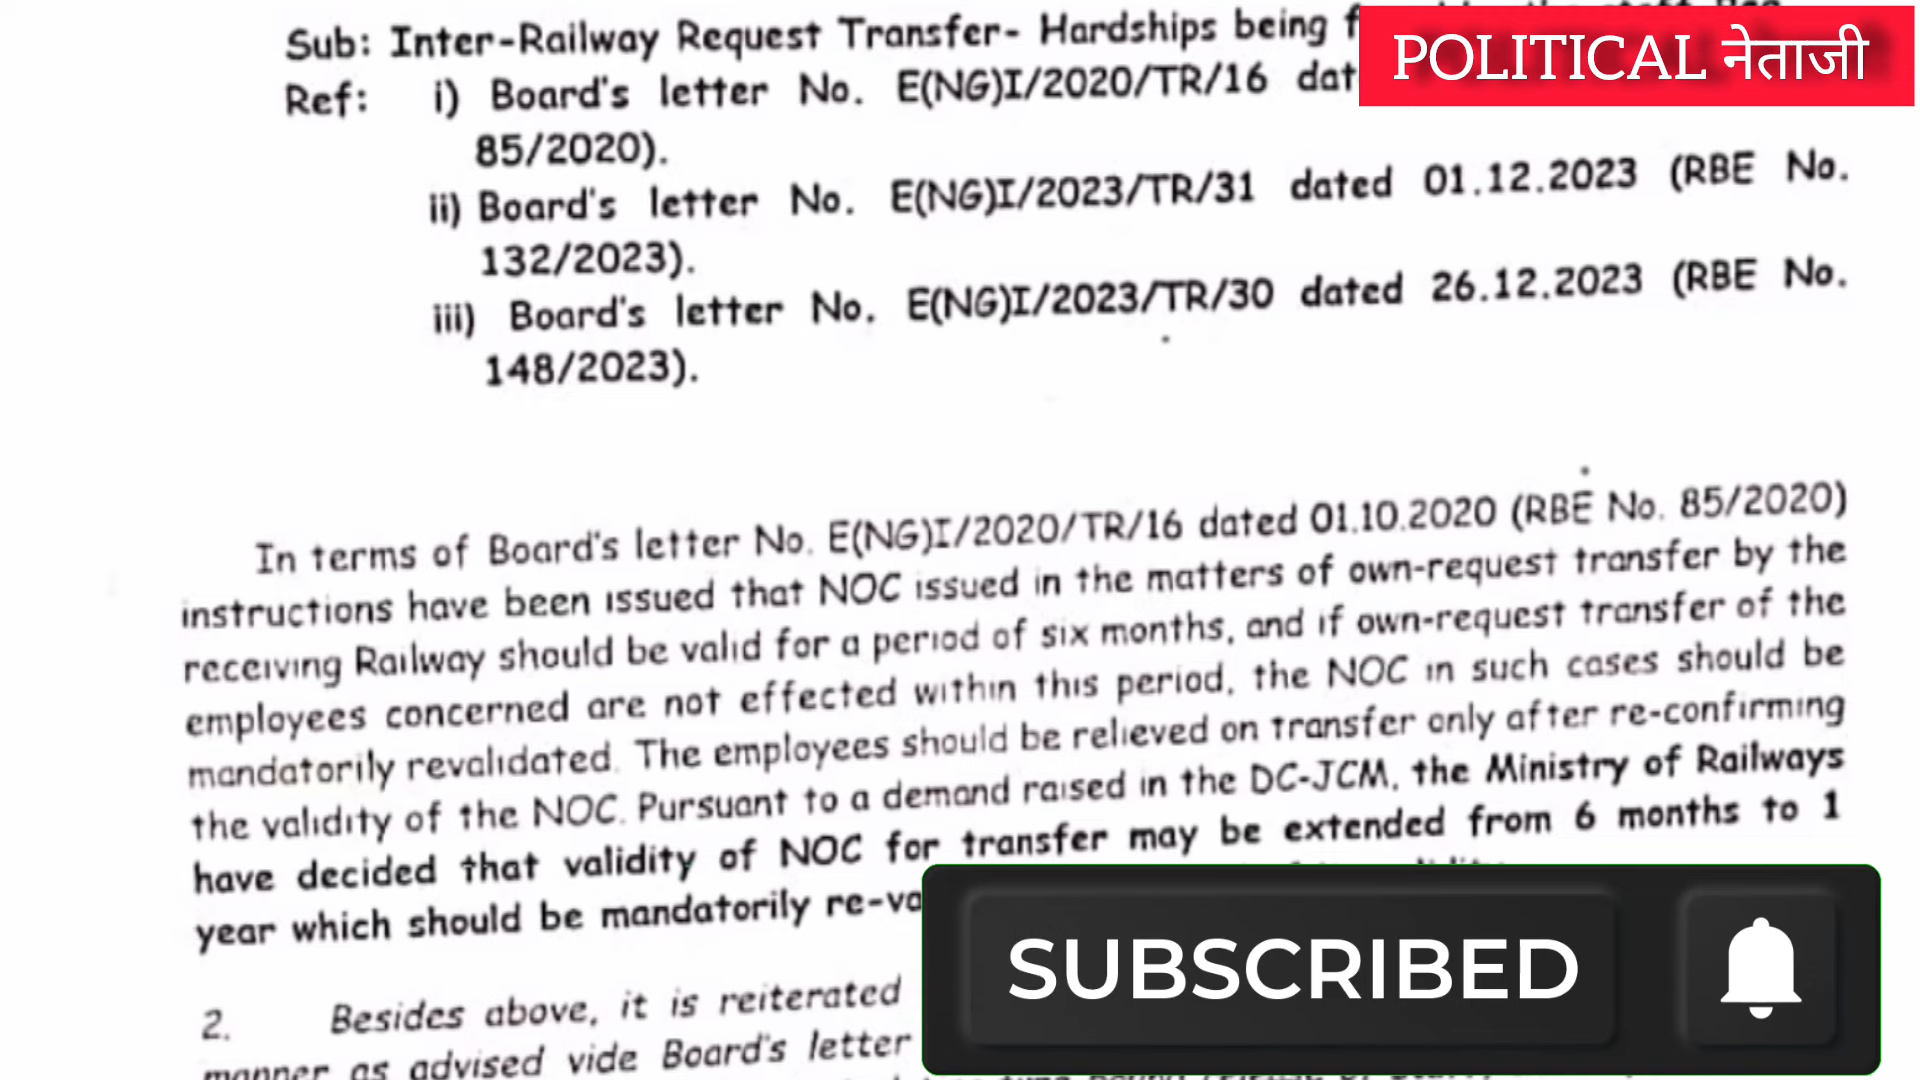 Sub: Inter-Railway Request Transfer- Hardships being
POLITICAL नेताजी
Ref: i) Board's letter No. E(NG)I/2020/TR/16
85/2020).
ii) Board's letter No. E(NG)I/2023/TR/31 dated 01.12.2023 (RBE No.
132/2023).
iii) Board's letter No. E(NG)I/2023/TR/30 dated 26.12.2023 (RBE No.
148/2023).
In terms of Board's letter No. E(NG)I/2020/TR/16 dated 01.10.2020 (RBE No. 85/2020)
instructions have been issued that NOC issued in the matters of own-request transfer by the
receiving Railway should be valid for a period of six months, and if own-request transfer of the
employees concerned are not effected within this period, the NOC in such cases should be
mandatorily revalidated. The employees should be relieved on transfer only after re-confirming
the validity of the NOC. Pursuant to a demand raised in the DC-JCM, the Ministry of Railways
have decided that validity of NOC for transfer may be extended from 6 months to 1
year which should be mandatorily
2. Besides above, it is reiterated
manner as advised vide Board's letter
SUBSCRIBED